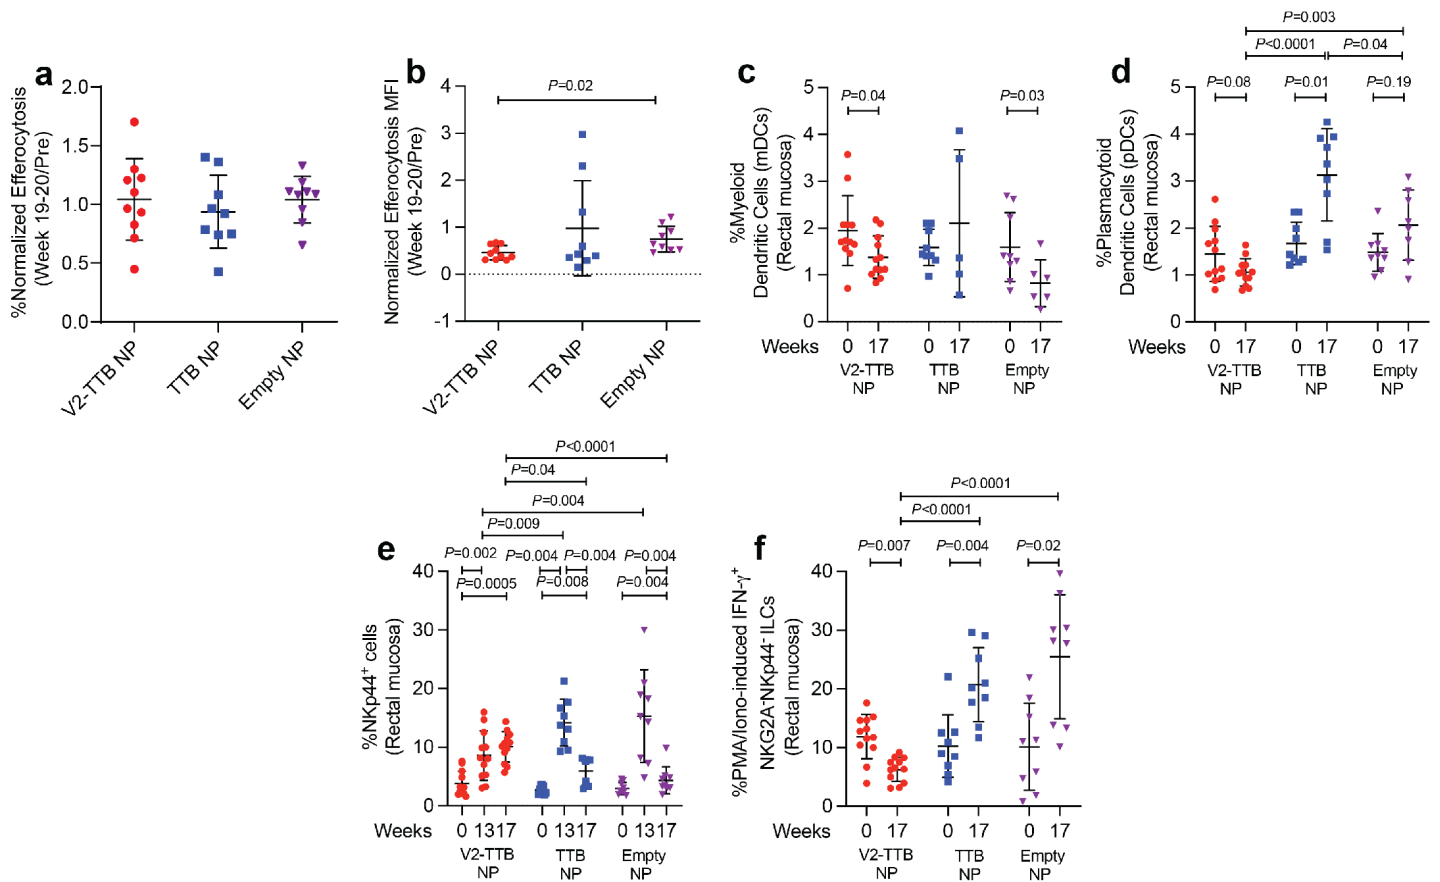 a
%Normalized Efferocytosis
(Week 19-20/Pre)
2.0
1.5
1.0
0.5
0.0
V2-TTB NP
TTB NP
Empty NP
b
Normalized Efferocytosis MFI
(Week 19-20/Pre)
P=0.02
4
3
2
1
0
-1
V2-TTB NP
TTB NP
Empty NP
c
%Myeloid
Dendritic Cells (mDCs)
(Rectal mucosa)
P=0.04
P=0.03
5
4
3
2
1
0
Weeks 0 17 0 17 0 17
V2-TTB NP
TTB NP
Empty NP
d
%Plasmacytoid
Dendritic Cells (pDCs)
(Rectal mucosa)
P=0.003
P<0.0001
P=0.04
P=0.08
P=0.01
P=0.19
5
4
3
2
1
0
Weeks 0 17 0 17 0 17
V2-TTB NP
TTB NP
Empty NP
e
%NKp44+ cells
(Rectal mucosa)
P<0.0001
P=0.04
P=0.004
P=0.009
P=0.002
P=0.004
P=0.004
P=0.004
P=0.0005
P=0.008
P=0.004
40
30
20
10
0
Weeks 0 13 17 0 13 17 0 13 17
V2-TTB NP
TTB NP
Empty NP
f
%PMA/Iono-induced IFN-γ+
NKG2A-NKp44- ILCs
(Rectal mucosa)
P<0.0001
P<0.0001
P=0.007
P=0.004
P=0.02
40
30
20
10
0
Weeks 0 17 0 17 0 17
V2-TTB NP
TTB NP
Empty NP